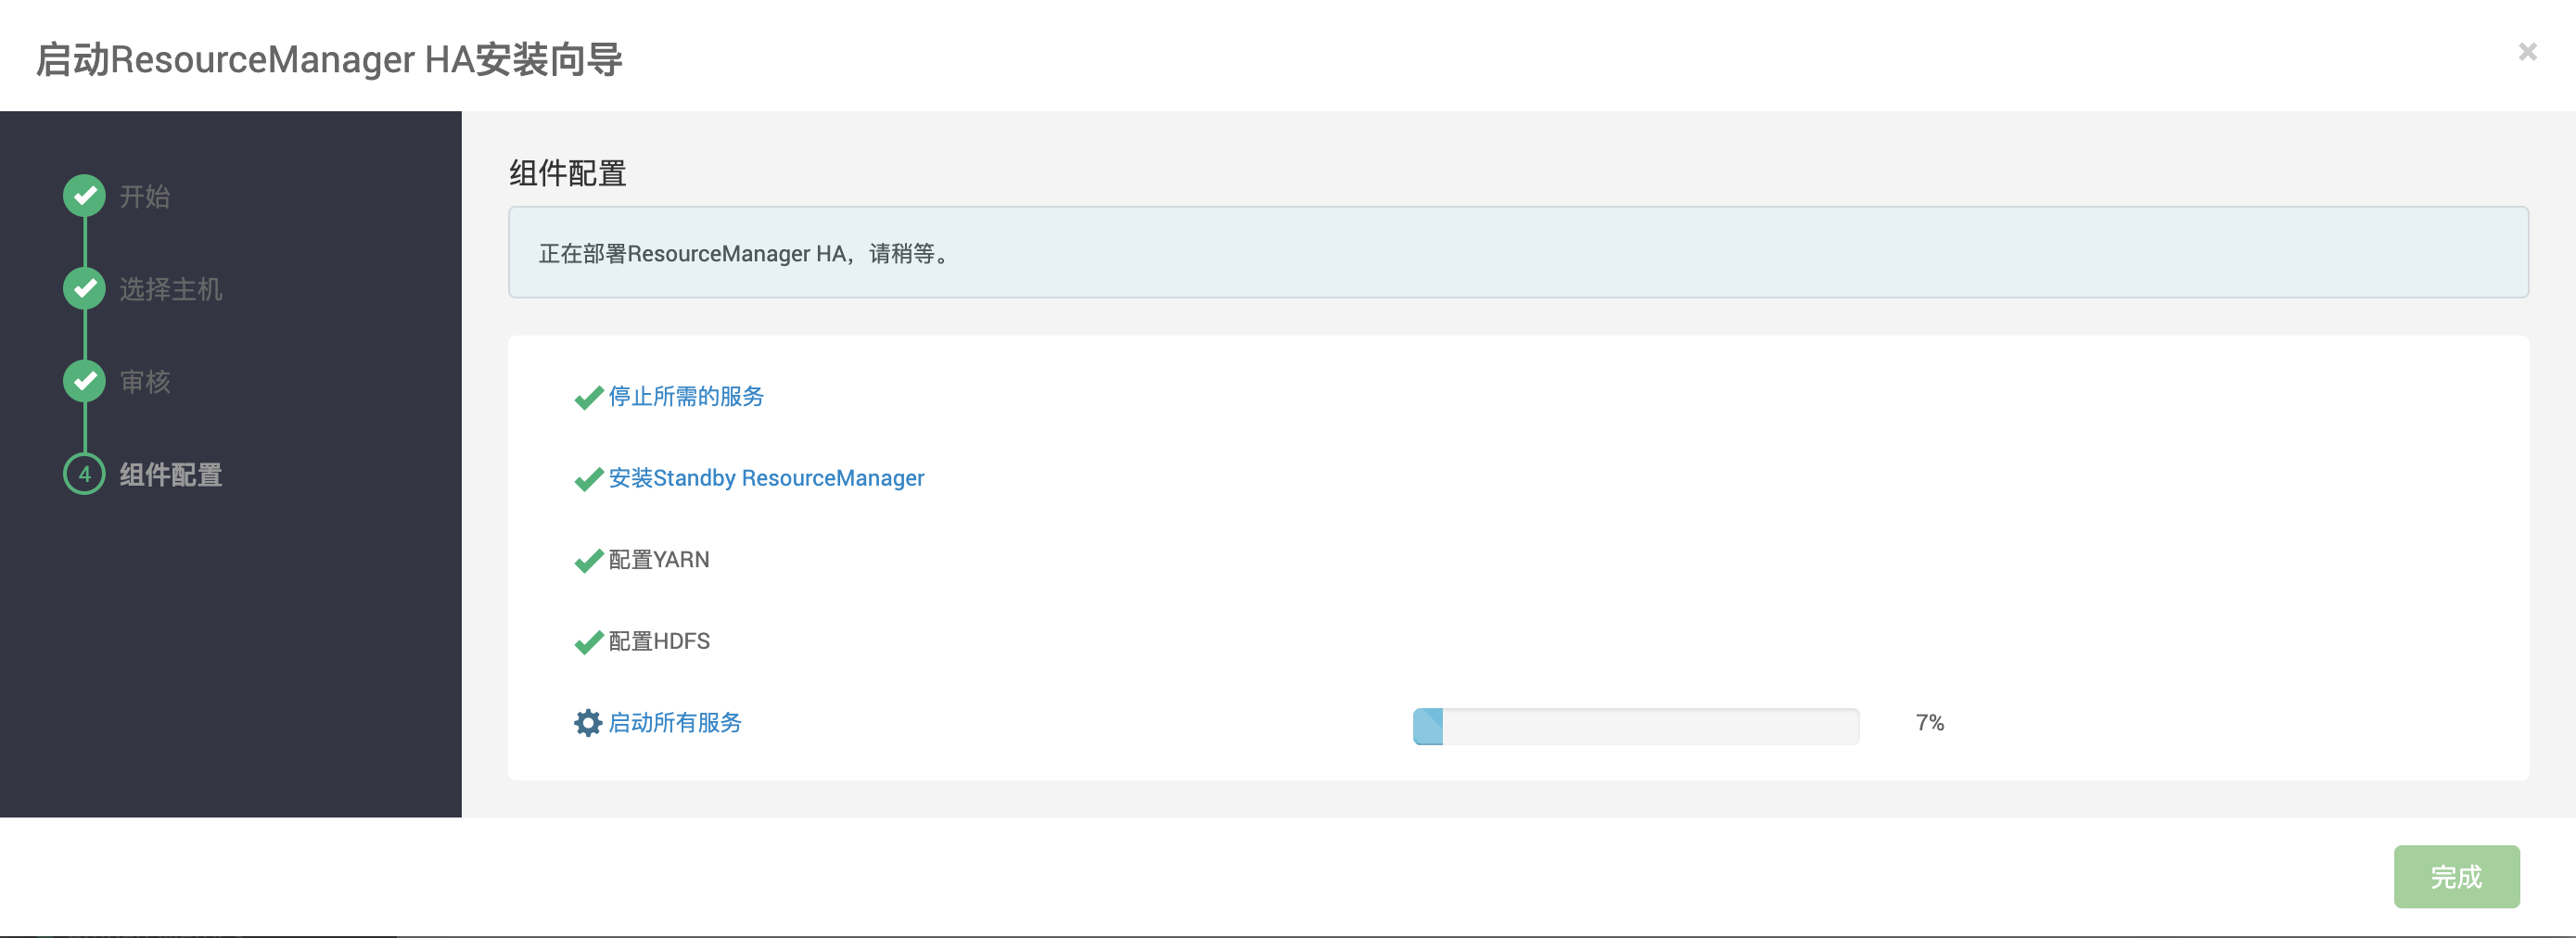 启动ResourceManager HA安装向导
×
开始
选择主机
审核
4 组件配置
组件配置
正在部署ResourceManager HA，请稍等。
停止所需的服务
安装Standby ResourceManager
配置YARN
配置HDFS
启动所有服务 7%
完成